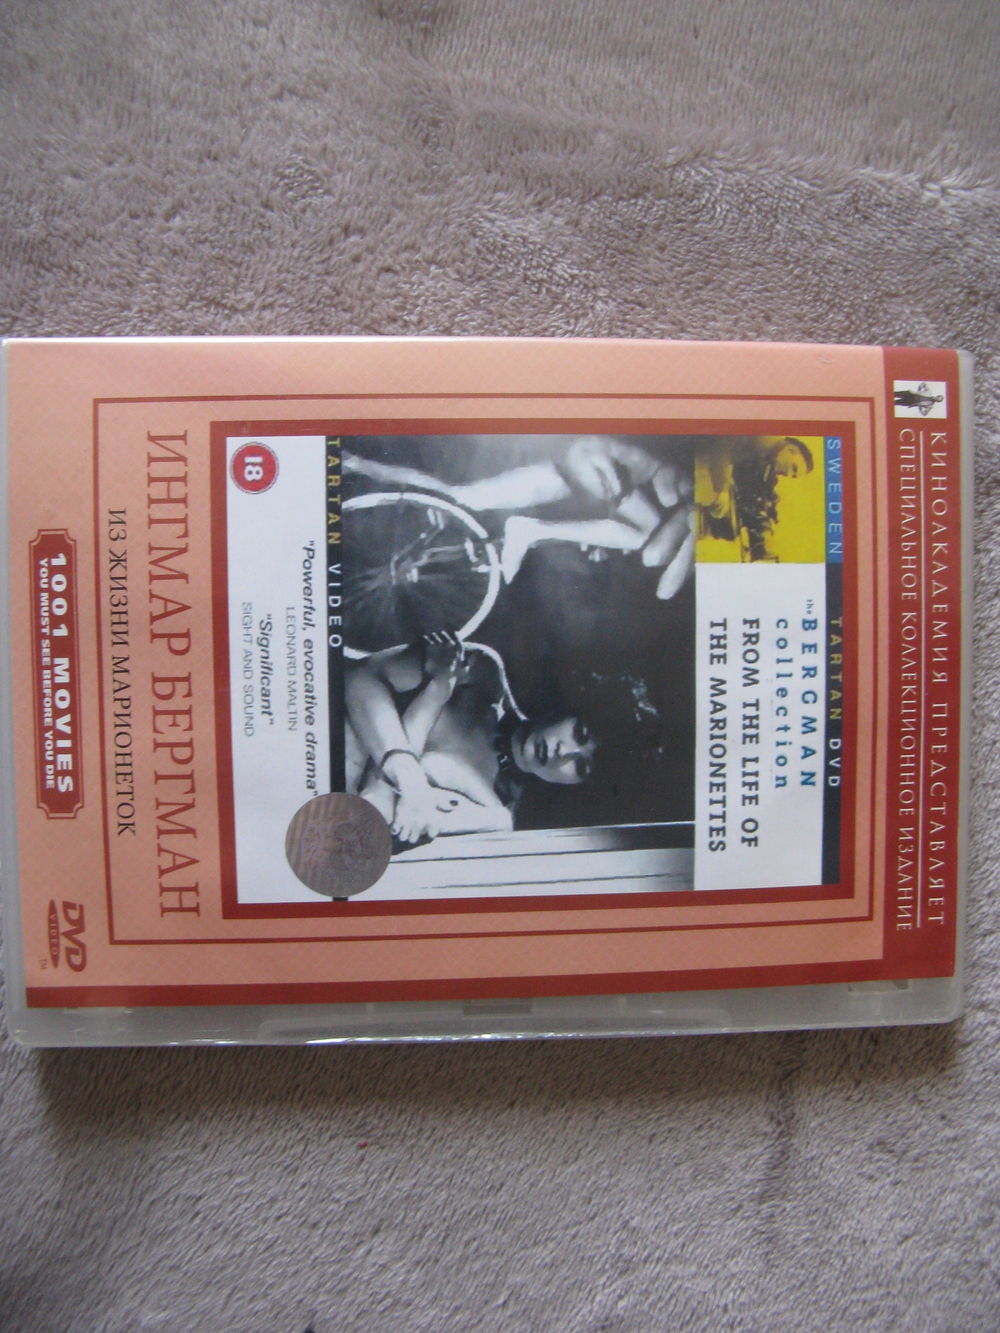 КИНОАКАДЕМИЯ ПРЕДСТАВЛЯЕТ
СПЕЦИАЛЬНОЕ КОЛЛЕКЦИОННОЕ ИЗДАНИЕ
SWEDEN TARTAN DVD
the BERGMAN
collection
FROM THE LIFE OF
THE MARIONETTES
TARTAN VIDEO
"Powerful, evocative drama"
LEONARD MALTIN
"Significant"
SIGHT AND SOUND
18
ИНГМАР БЕРГМАН
ИЗ ЖИЗНИ МАРИОНЕТОК
1001 MOVIES
YOU MUST SEE BEFORE YOU DIE
DVD
VIDEO™